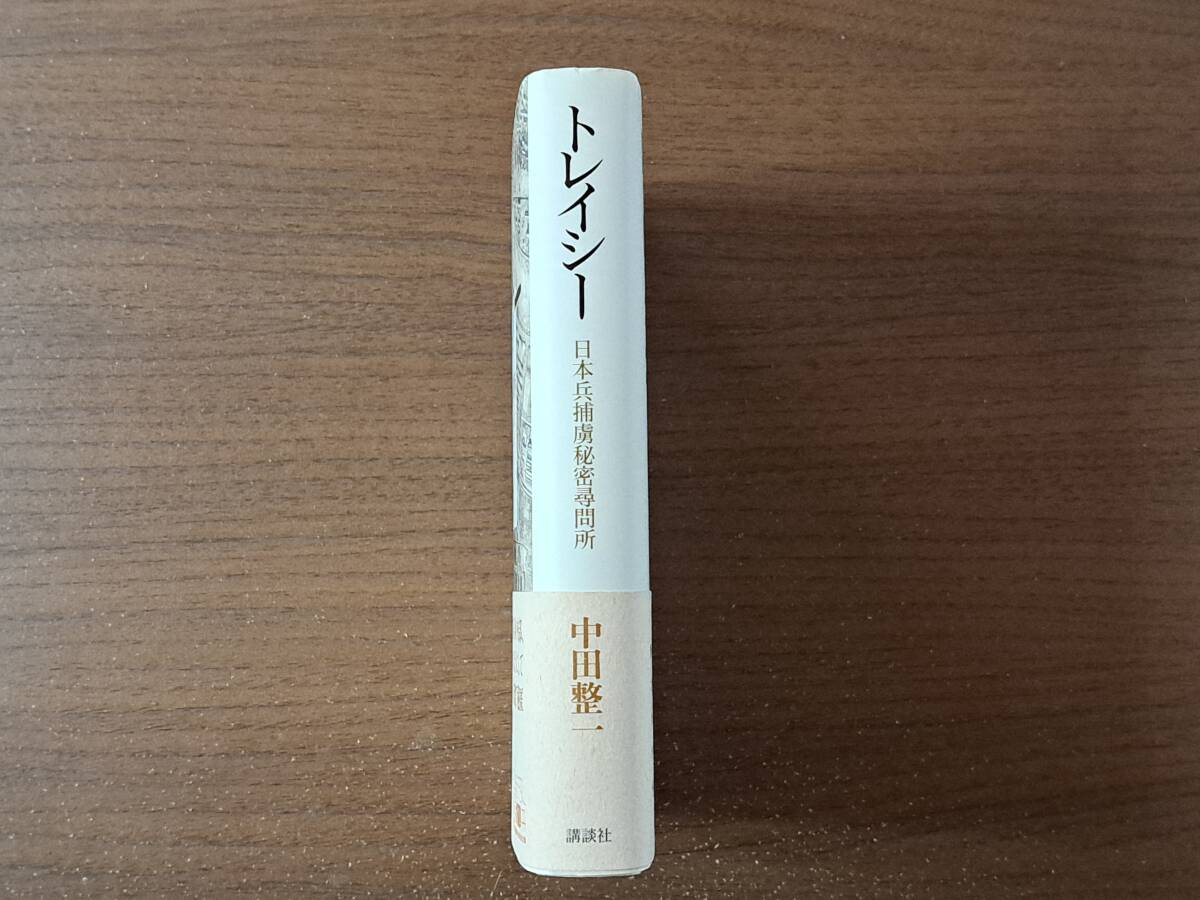 トレイシー
日本兵捕虜秘密尋問所
中田整一
講談社